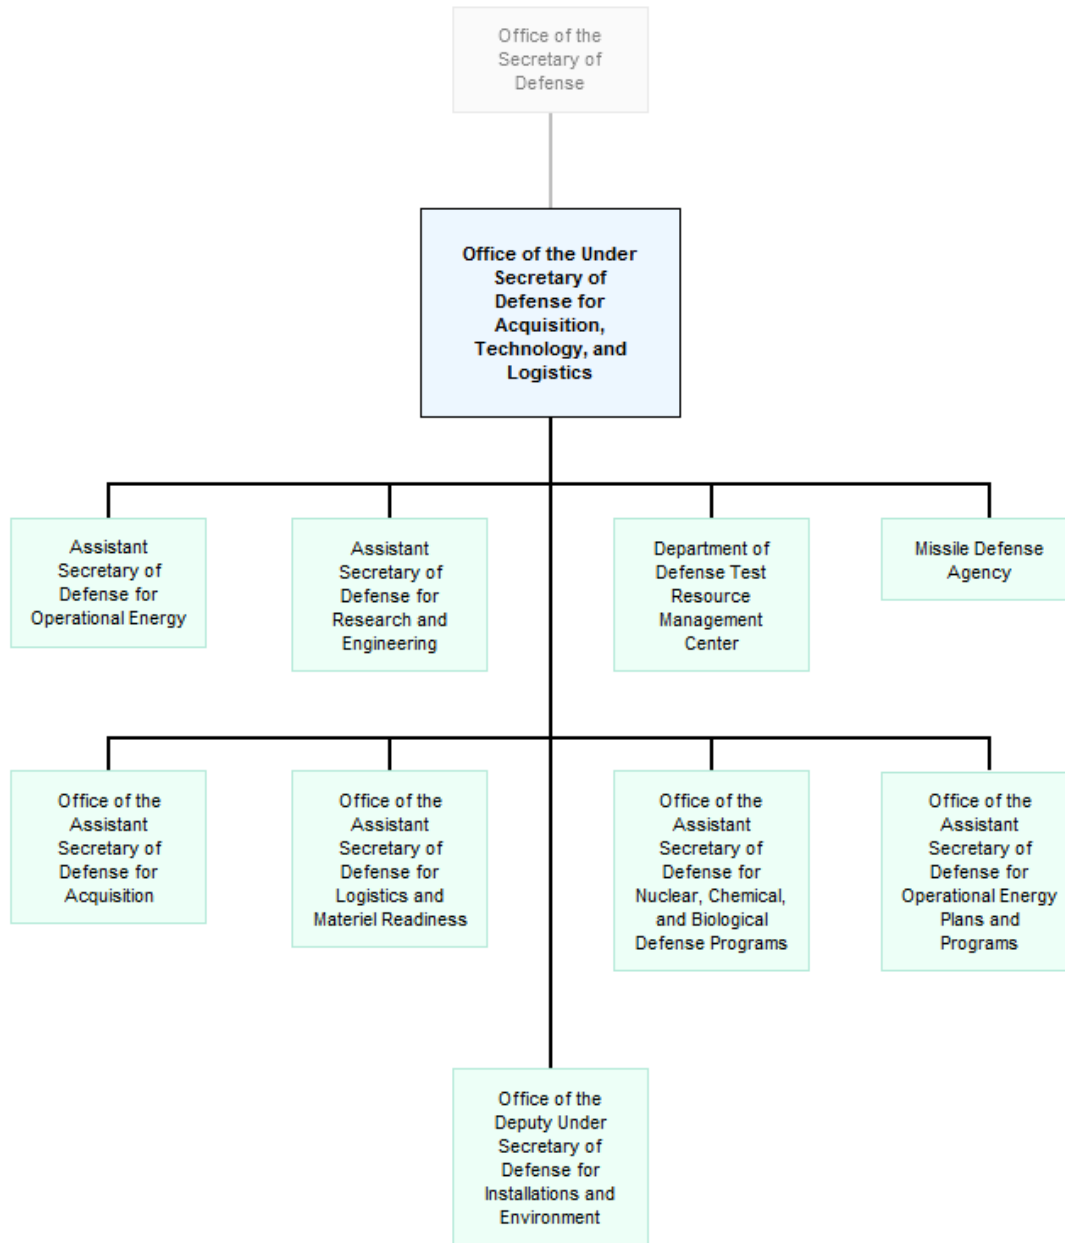 Office of the
Secretary of
Defense
Office of the Under
Secretary of
Defense for
Acquisition,
Technology, and
Logistics
Assistant
Secretary of
Defense for
Operational Energy
Assistant
Secretary of
Defense for
Research and
Engineering
Department of
Defense Test
Resource
Management
Center
Missile Defense
Agency
Office of the
Assistant
Secretary of
Defense for
Acquisition
Office of the
Assistant
Secretary of
Defense for
Logistics and
Materiel Readiness
Office of the
Assistant
Secretary of
Defense for
Nuclear, Chemical,
and Biological
Defense Programs
Office of the
Assistant
Secretary of
Defense for
Operational Energy
Plans and
Programs
Office of the
Deputy Under
Secretary of
Defense for
Installations and
Environment